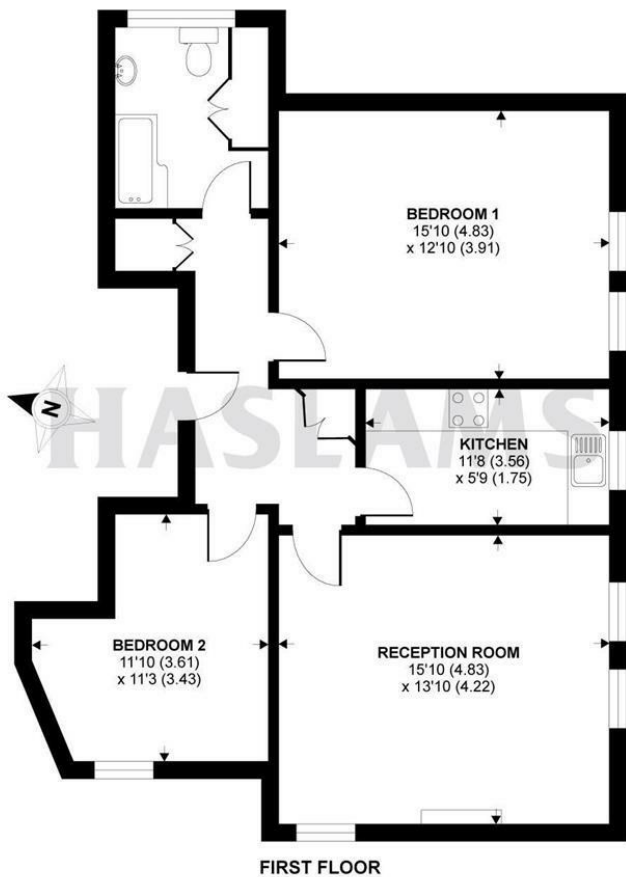 BEDROOM 1
15'10 (4.83)
x 12'10 (3.91)
N
HASLAMS
KITCHEN
11'8 (3.56)
x 5'9 (1.75)
BEDROOM 2
11'10 (3.61)
x 11'3 (3.43)
RECEPTION ROOM
15'10 (4.83)
x 13'10 (4.22)
FIRST FLOOR